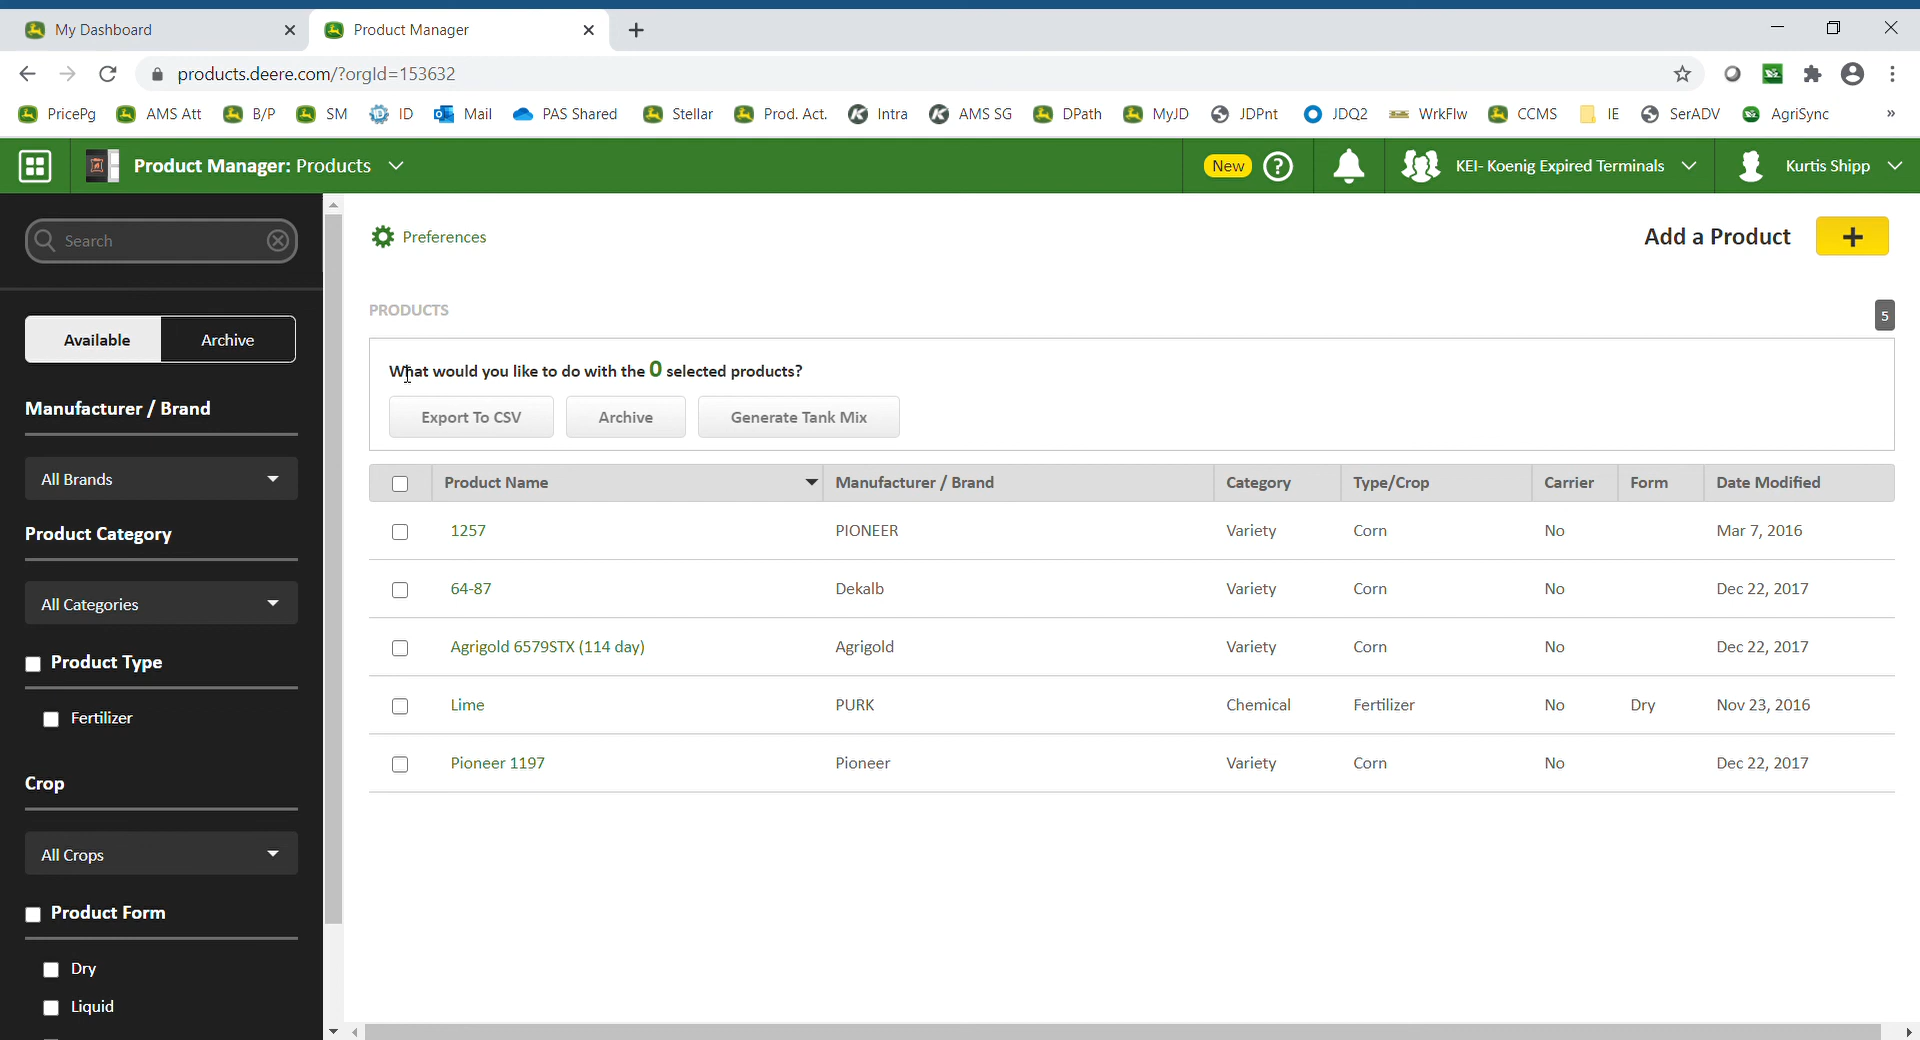 My Dashboard
Product Manager
products.deere.com/?orgId=153632
PricePg AMS Att B/P SM ID Mail PAS Shared Stellar Prod. Act. Intra AMS SG DPath MyJD JDPnt JDQ2 WrkFlw CCMS IE SerADV AgriSync »
Product Manager: Products
New
KEI- Koenig Expired Terminals
Kurtis Shipp
Search
Available
Archive
Manufacturer / Brand
All Brands
Product Category
All Categories
Product Type
Fertilizer
Crop
All Crops
Product Form
Dry
Liquid
Preferences
Add a Product
PRODUCTS
5
What would you like to do with the 0 selected products?
Export To CSV Archive Generate Tank Mix
Product Name Manufacturer / Brand Category Type/Crop Carrier Form Date Modified
1257 PIONEER Variety Corn No Mar 7, 2016
64-87 Dekalb Variety Corn No Dec 22, 2017
Agrigold 6579STX (114 day) Agrigold Variety Corn No Dec 22, 2017
Lime PURK Chemical Fertilizer No Dry Nov 23, 2016
Pioneer 1197 Pioneer Variety Corn No Dec 22, 2017